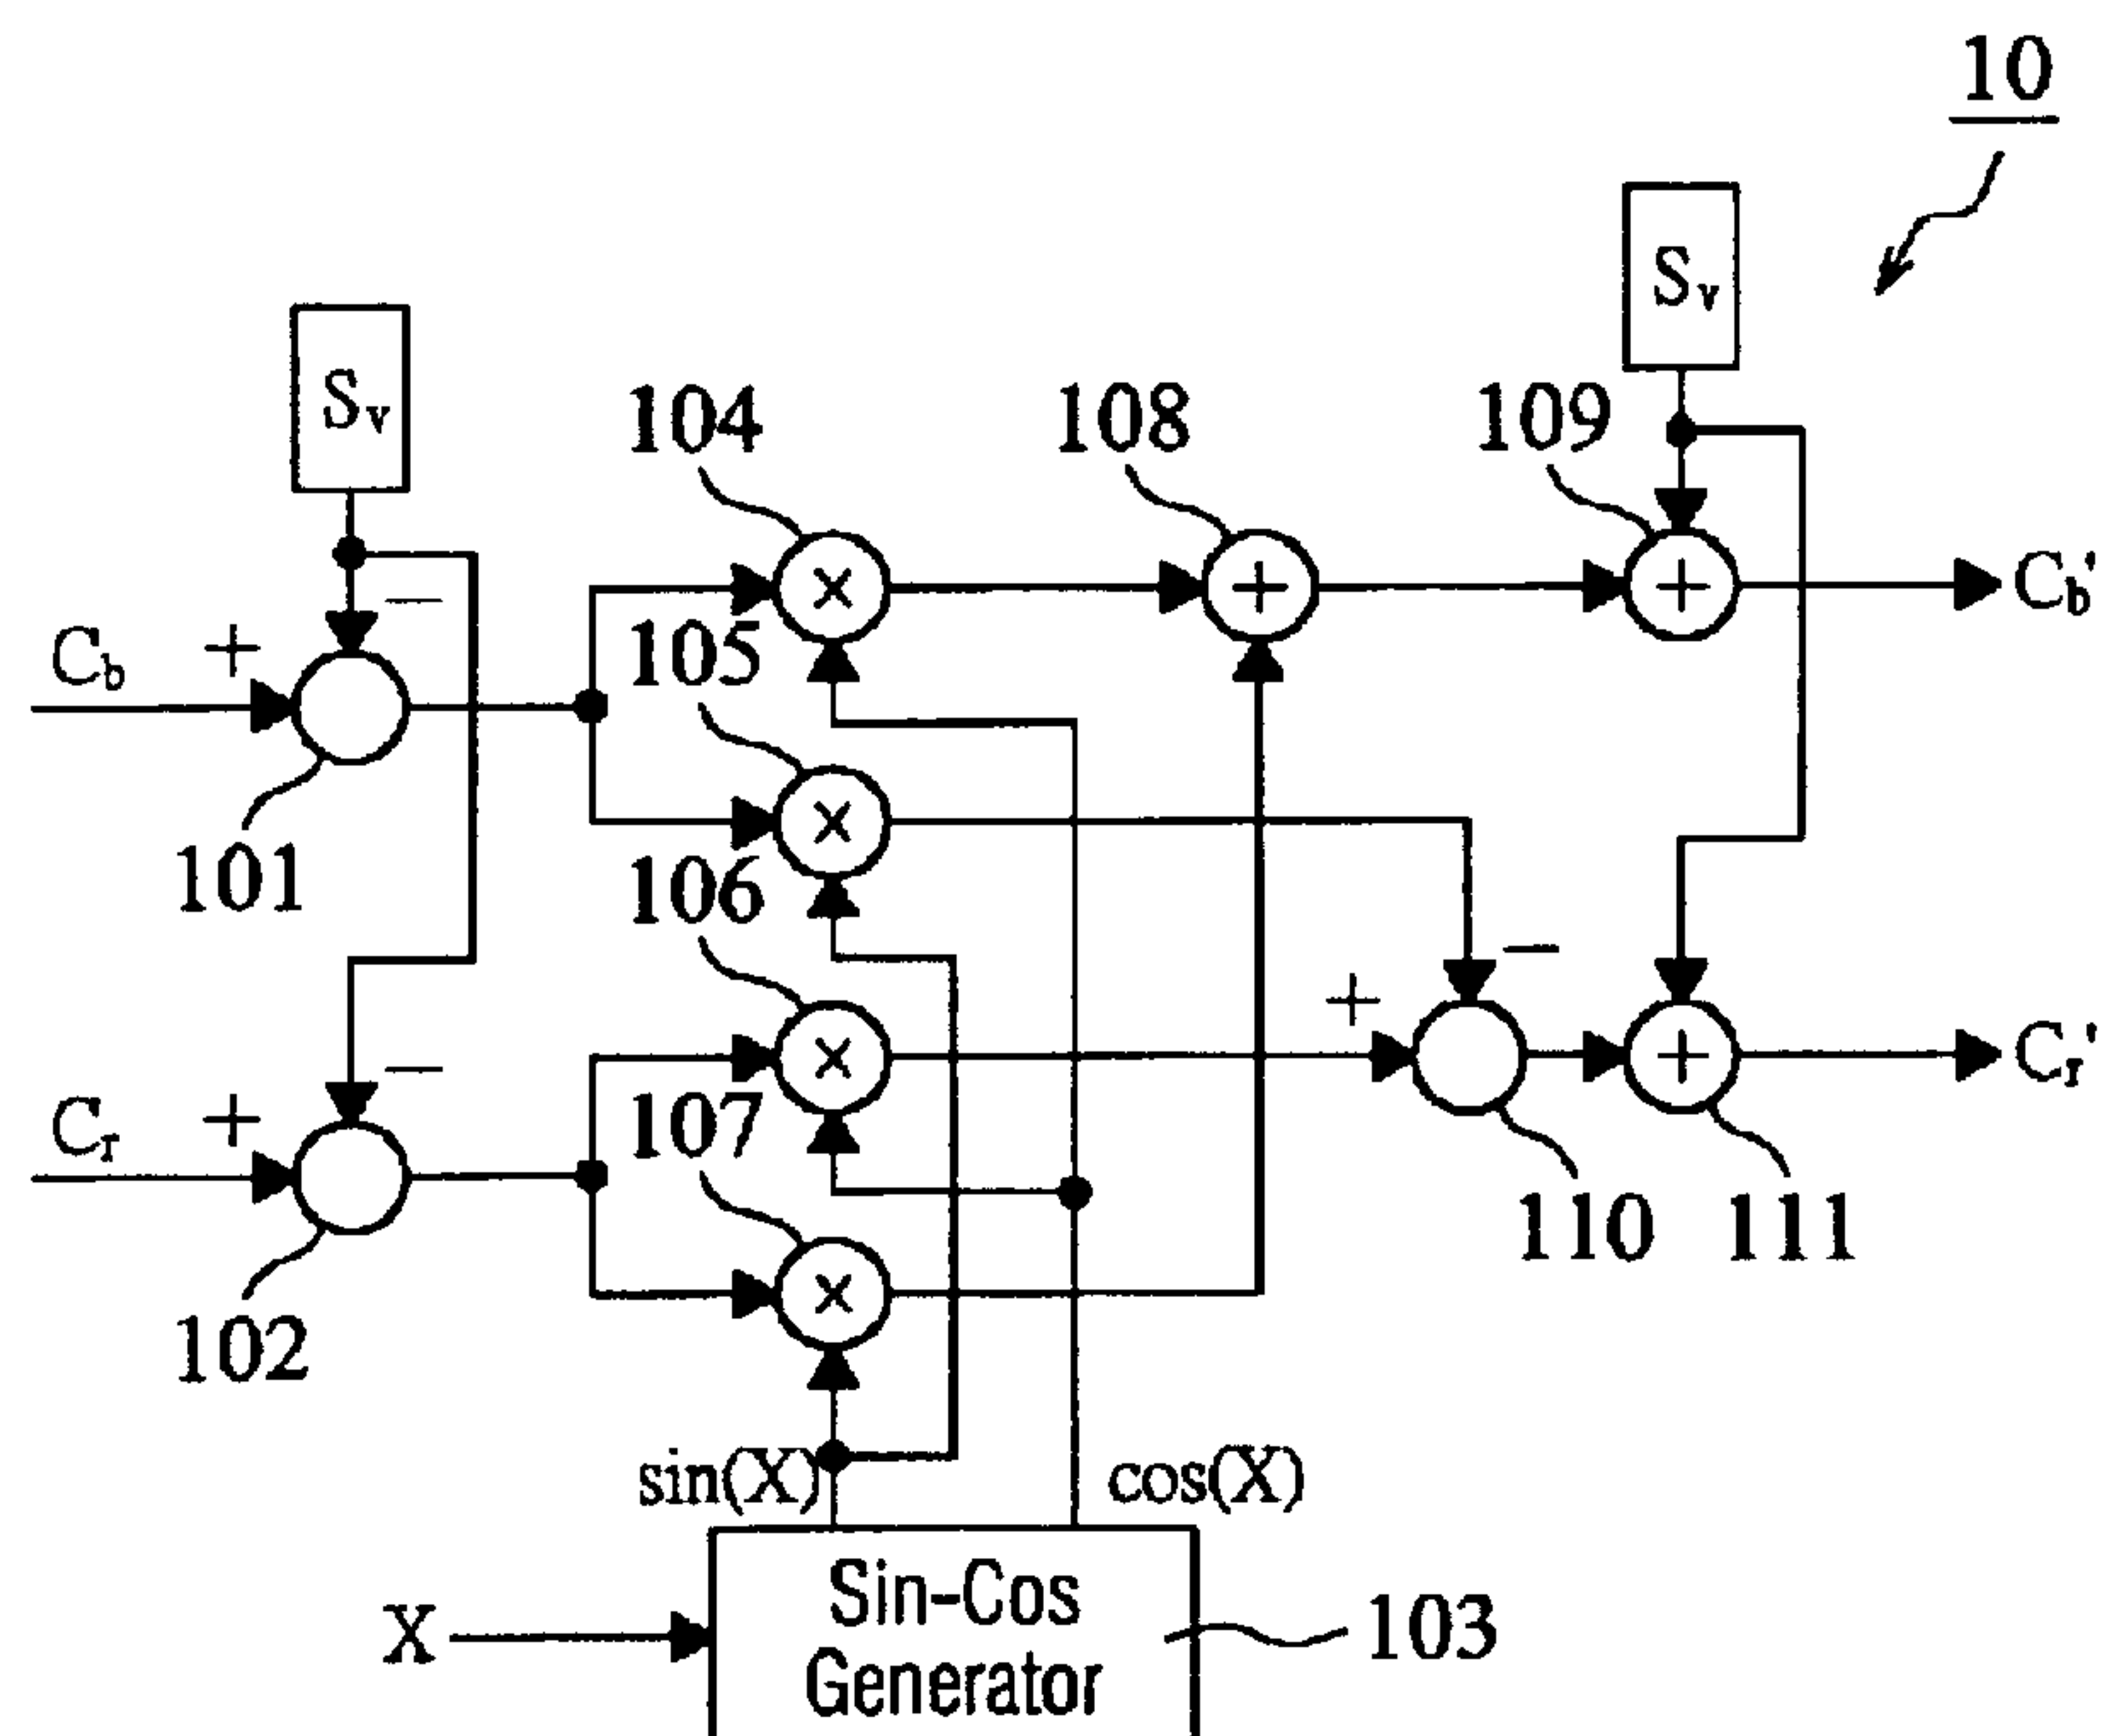 10
Sv
Sv
104
108
109
Cb
+
−
+
+
Cb'
×
105
101
×
106
−
+
Cr
+
−
107
×
+
Cr'
110
111
102
×
sin(X)
cos(X)
X
Sin-Cos
Generator
103